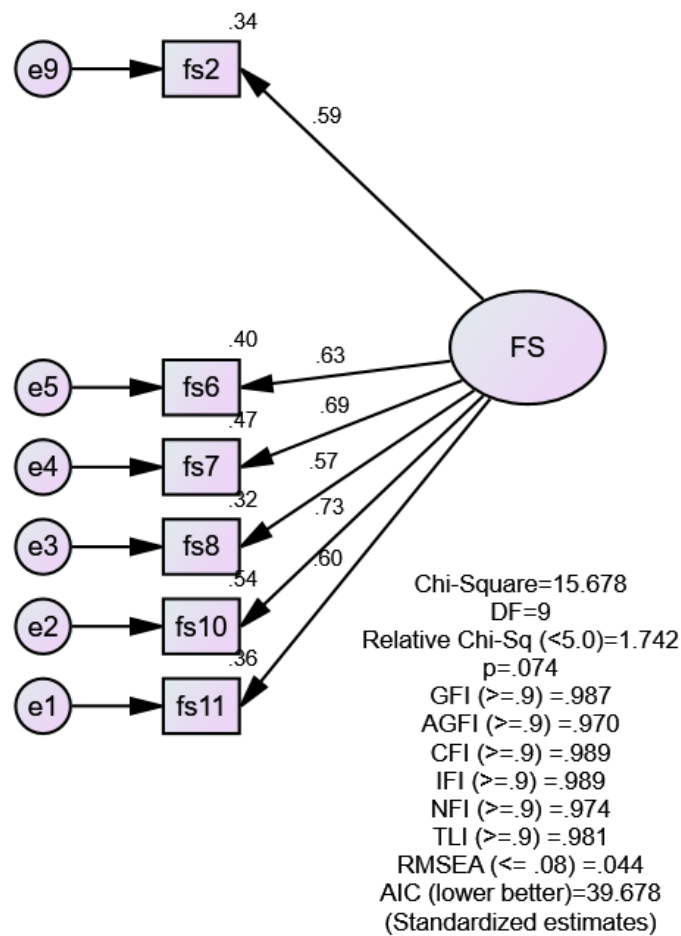 .34
e9 fs2
.59
FS
.40
.63
e5 fs6
.69
.47
e4 fs7
.57
.32
.73
e3 fs8
.60
.54
e2 fs10
.36
e1 fs11
Chi-Square=15.678
DF=9
Relative Chi-Sq (<5.0)=1.742
p=.074
GFI (>=.9) =.987
AGFI (>=.9) =.970
CFI (>=.9) =.989
IFI (>=.9) =.989
NFI (>=.9) =.974
TLI (>=.9) =.981
RMSEA (<= .08) =.044
AIC (lower better)=39.678
(Standardized estimates)